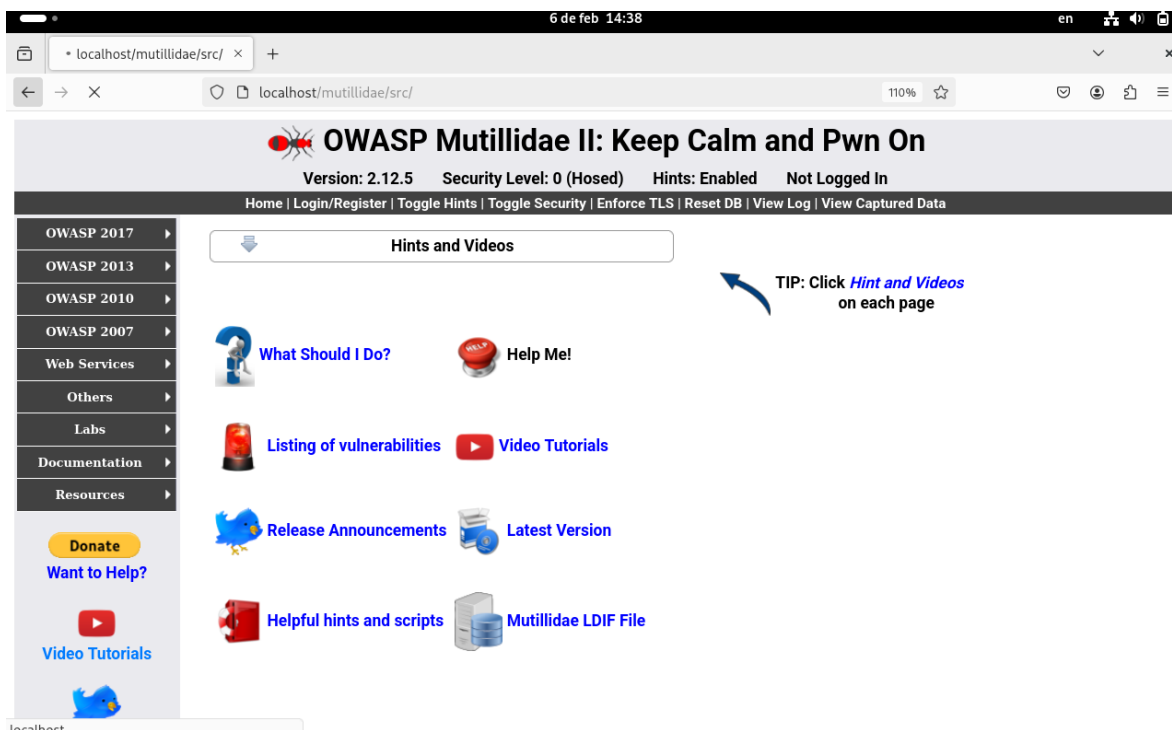 6 de feb 14:38
en
localhost/mutillidae/src/
localhost/mutillidae/src/
110%
OWASP Mutillidae II: Keep Calm and Pwn On
Version: 2.12.5 Security Level: 0 (Hosed) Hints: Enabled Not Logged In
Home | Login/Register | Toggle Hints | Toggle Security | Enforce TLS | Reset DB | View Log | View Captured Data
OWASP 2017
OWASP 2013
OWASP 2010
OWASP 2007
Web Services
Others
Labs
Documentation
Resources
Donate
Want to Help?
Video Tutorials
Hints and Videos
TIP: Click Hint and Videos
on each page
What Should I Do?
HELP
Help Me!
Listing of vulnerabilities
Video Tutorials
Release Announcements
Latest Version
Helpful hints and scripts
Mutillidae LDIF File
localhost